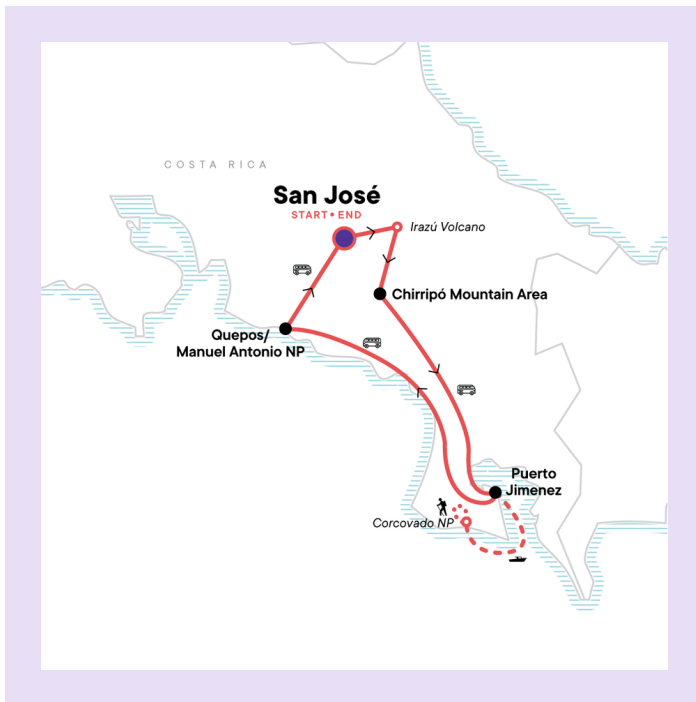 COSTA RICA
San José
START • END
Irazú Volcano
Chirripó Mountain Area
Quepos/
Manuel Antonio NP
Puerto
Jimenez
Corcovado NP